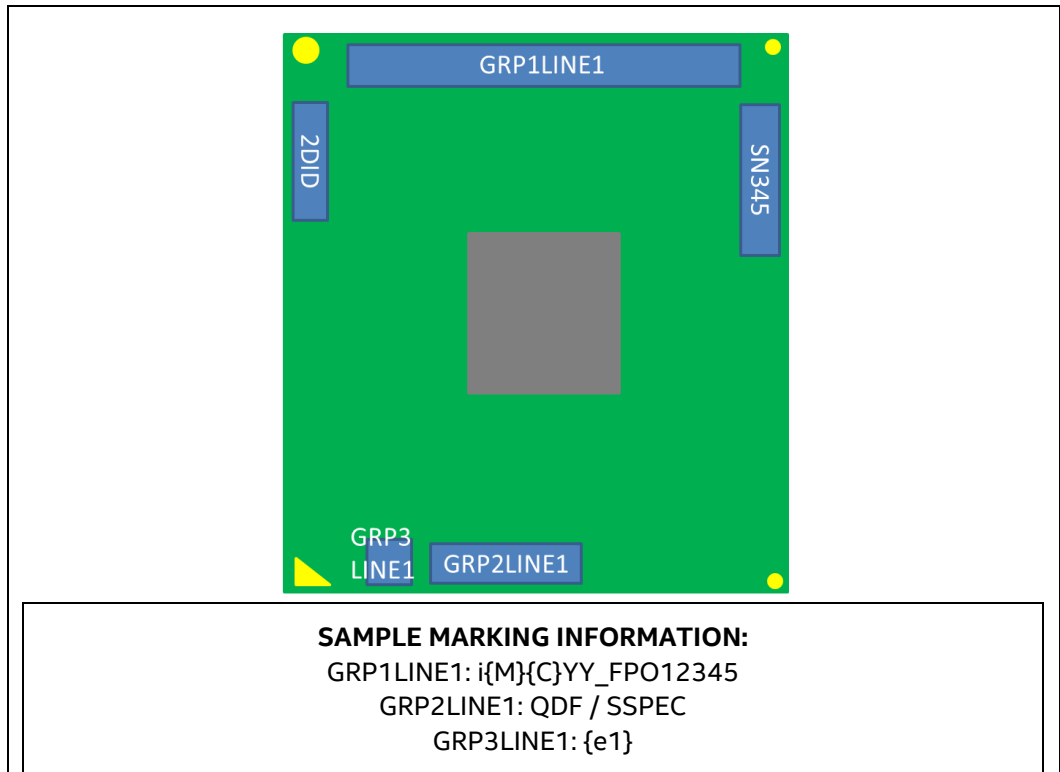 GRP1LINE1
2DID
SN345
GRP3
LINE1
GRP2LINE1
SAMPLE MARKING INFORMATION:
GRP1LINE1: i{M}{C}YY_FPO12345
GRP2LINE1: QDF / SSPEC
GRP3LINE1: {e1}